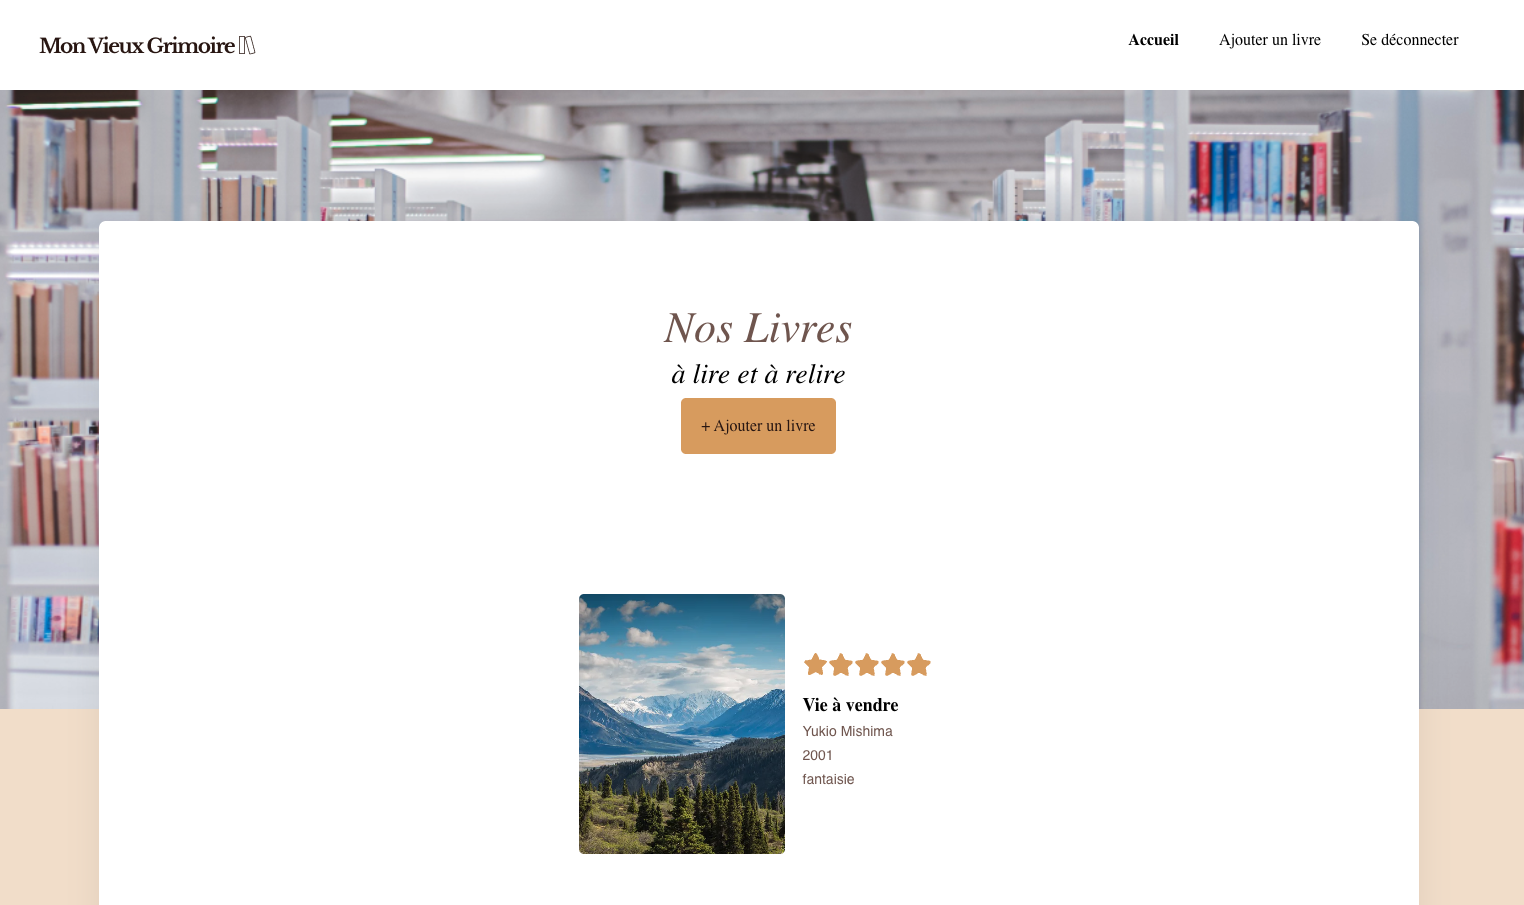 Mon Vieux Grimoire
Accueil
Ajouter un livre
Se déconnecter
Nos Livres
à lire et à relire
+ Ajouter un livre
Vie à vendre
Yukio Mishima
2001
fantaisie